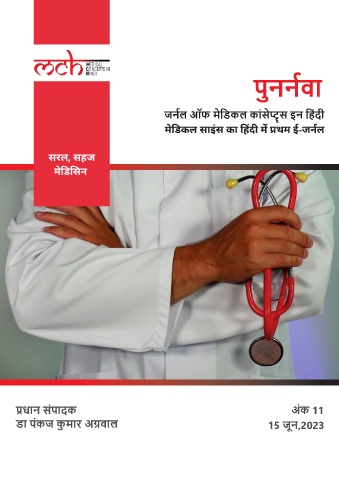 mch
MEDICAL
CONCEPTS IN
HINDI
पुनर्नवा
जर्नल ऑफ मेडिकल कांसेप्ट्स इन हिंदी
मेडिकल साइंस का हिंदी में प्रथम ई-जर्नल
सरल, सहज
मेडिसिन
प्रधान संपादक
डा पंकज कुमार अग्रवाल
अंक 11
15 जून,2023